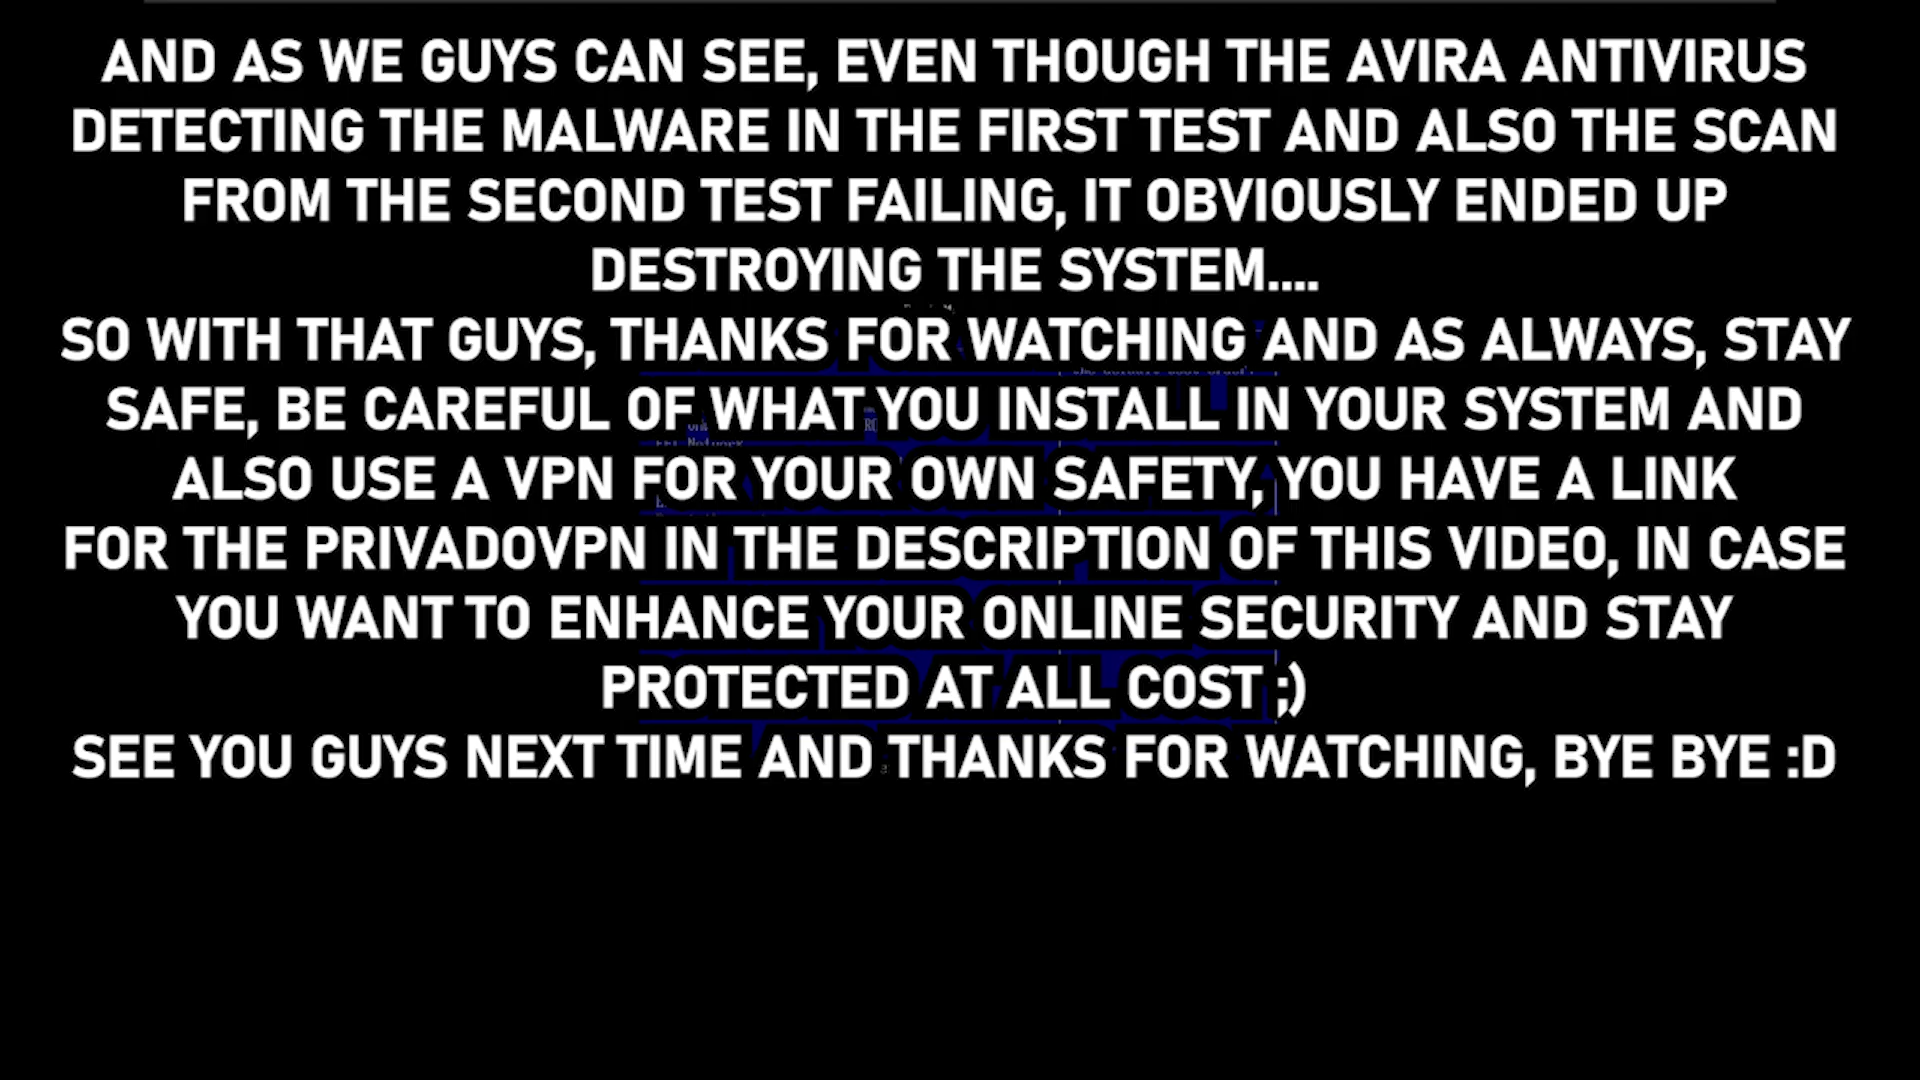 AND AS WE GUYS CAN SEE, EVEN THOUGH THE AVIRA ANTIVIRUS
DETECTING THE MALWARE IN THE FIRST TEST AND ALSO THE SCAN
FROM THE SECOND TEST FAILING, IT OBVIOUSLY ENDED UP
DESTROYING THE SYSTEM....
SO WITH THAT GUYS, THANKS FOR WATCHING AND AS ALWAYS, STAY
SAFE, BE CAREFUL OF WHAT YOU INSTALL IN YOUR SYSTEM AND
ALSO USE A VPN FOR YOUR OWN SAFETY, YOU HAVE A LINK
FOR THE PRIVADOVPN IN THE DESCRIPTION OF THIS VIDEO, IN CASE
YOU WANT TO ENHANCE YOUR ONLINE SECURITY AND STAY
PROTECTED AT ALL COST ;)
SEE YOU GUYS NEXT TIME AND THANKS FOR WATCHING, BYE BYE :D